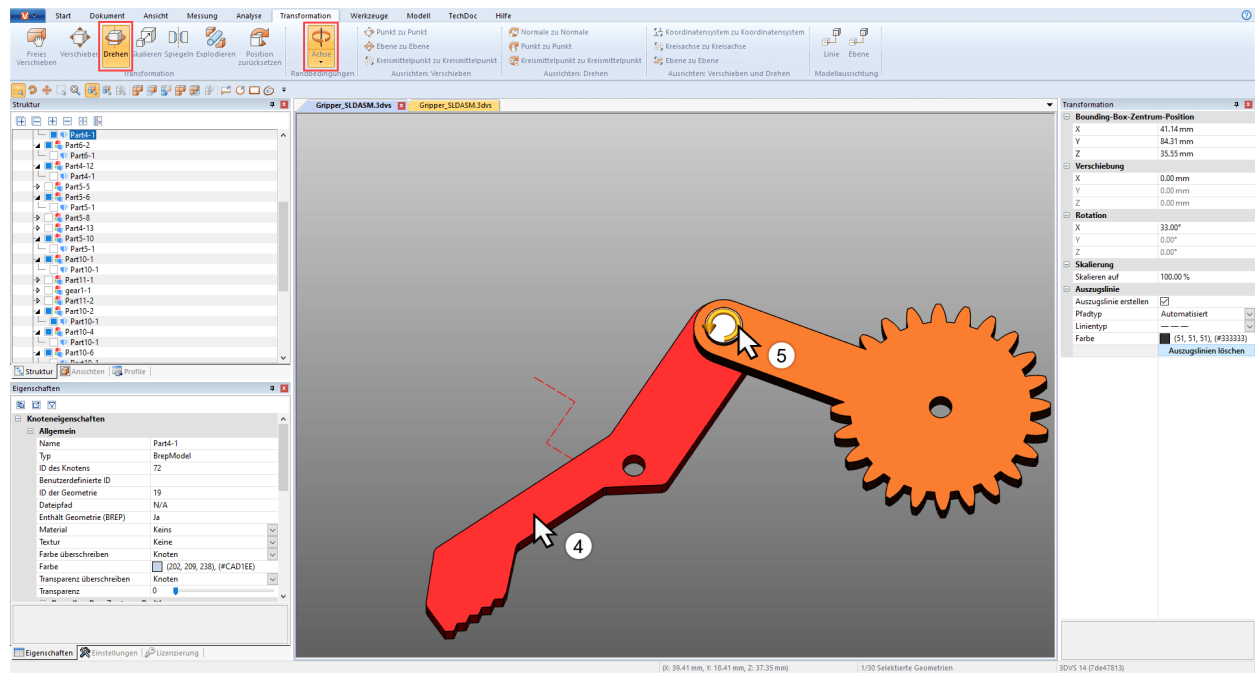 Start Dokument Ansicht Messung Analyse Transformation Werkzeuge Modell TechDoc Hilfe
Freies Verschieben
Verschieben
Drehen
Skalieren
Spiegeln
Explodieren
Position zurücksetzen
Transformation
Achse
Randbedingungen
Punkt zu Punkt
Ebene zu Ebene
Kreismittelpunkt zu Kreismittelpunkt
Ausrichten: Verschieben
Normale zu Normale
Punkt zu Punkt
Kreismittelpunkt zu Kreismittelpunkt
Ausrichten: Drehen
Koordinatensystem zu Koordinatensystem
Kreisachse zu Kreisachse
Ebene zu Ebene
Ausrichten: Verschieben und Drehen
Linie Ebene
Modellausrichtung
Struktur
Part4-1
Part6-2
Part6-1
Part4-12
Part4-1
Part5-5
Part5-6
Part5-1
Part5-8
Part4-13
Part5-10
Part5-1
Part10-1
Part10-1
Part11-1
gear1-1
Part11-2
Part10-2
Part10-1
Part10-4
Part10-1
Part10-6
Struktur Ansichten Profile
Eigenschaften
Knoteneigenschaften
Allgemein
Name Part4-1
Typ BrepModel
ID des Knotens 72
Benutzerdefinierte ID
ID der Geometrie 19
Dateipfad N/A
Enthält Geometrie (BREP) Ja
Material Keins
Textur Keine
Farbe überschreiben Knoten
Farbe (202, 209, 238), (#CAD1EE)
Transparenz überschreiben Knoten
Transparenz 0
Eigenschaften Einstellungen Lizenzierung
Gripper_SLDASM.3dvs Gripper_SLDASM.3dvs
5
4
Transformation
Bounding-Box-Zentrum-Position
X 41.14 mm
Y 84.31 mm
Z 35.55 mm
Verschiebung
X 0.00 mm
Y 0.00 mm
Z 0.00 mm
Rotation
X 33.00°
Y 0.00°
Z 0.00°
Skalierung
Skalieren auf 100.00 %
Auszugslinie
Auszugslinie erstellen
Pfadtyp Automatisiert
Linientyp
Farbe (51, 51, 51), (#333333)
Auszugslinien löschen
(X: 39.41 mm, Y: 18.41 mm, Z: 37.35 mm) 1/30 Selektierte Geometrien 3DVS 14 (7de47813)